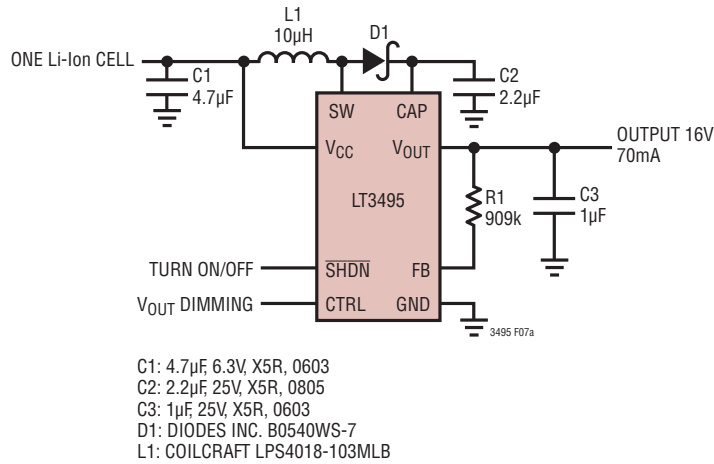 L1
10µH
D1
ONE Li-Ion CELL
C1
4.7µF
C2
2.2µF
SW
CAP
VCC
VOUT
OUTPUT 16V
70mA
LT3495
R1
909k
C3
1µF
TURN ON/OFF
SHDN
FB
VOUT DIMMING
CTRL
GND
3495 F07a
C1: 4.7µF, 6.3V, X5R, 0603
C2: 2.2µF, 25V, X5R, 0805
C3: 1µF, 25V, X5R, 0603
D1: DIODES INC. B0540WS-7
L1: COILCRAFT LPS4018-103MLB